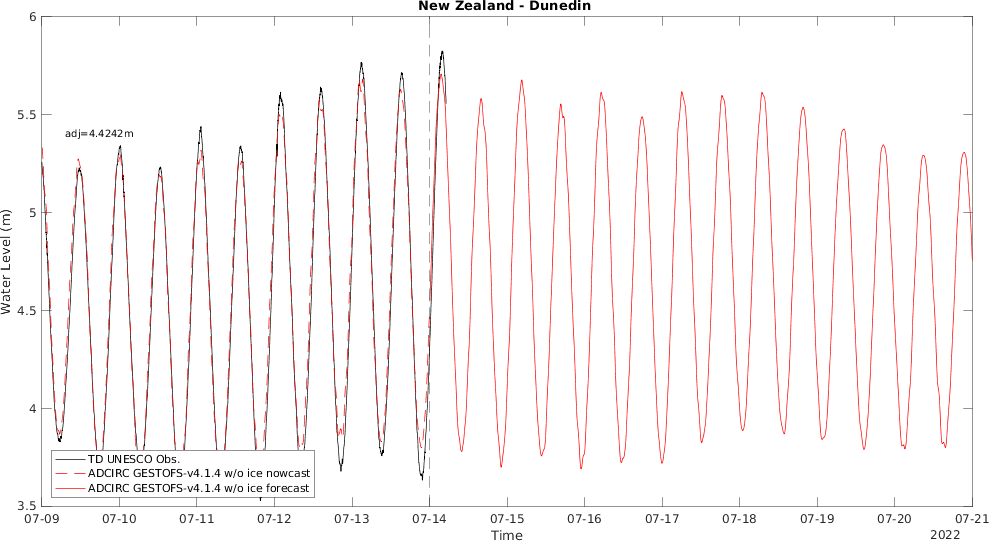 New Zealand - Dunedin
6
5.5
5
4.5
4
3.5
Water Level (m)
adj=4.4242m
TD UNESCO Obs.
ADCIRC GESTOFS-v4.1.4 w/o ice nowcast
ADCIRC GESTOFS-v4.1.4 w/o ice forecast
07-09 07-10 07-11 07-12 07-13 07-14 07-15 07-16 07-17 07-18 07-19 07-20 07-21
Time
2022